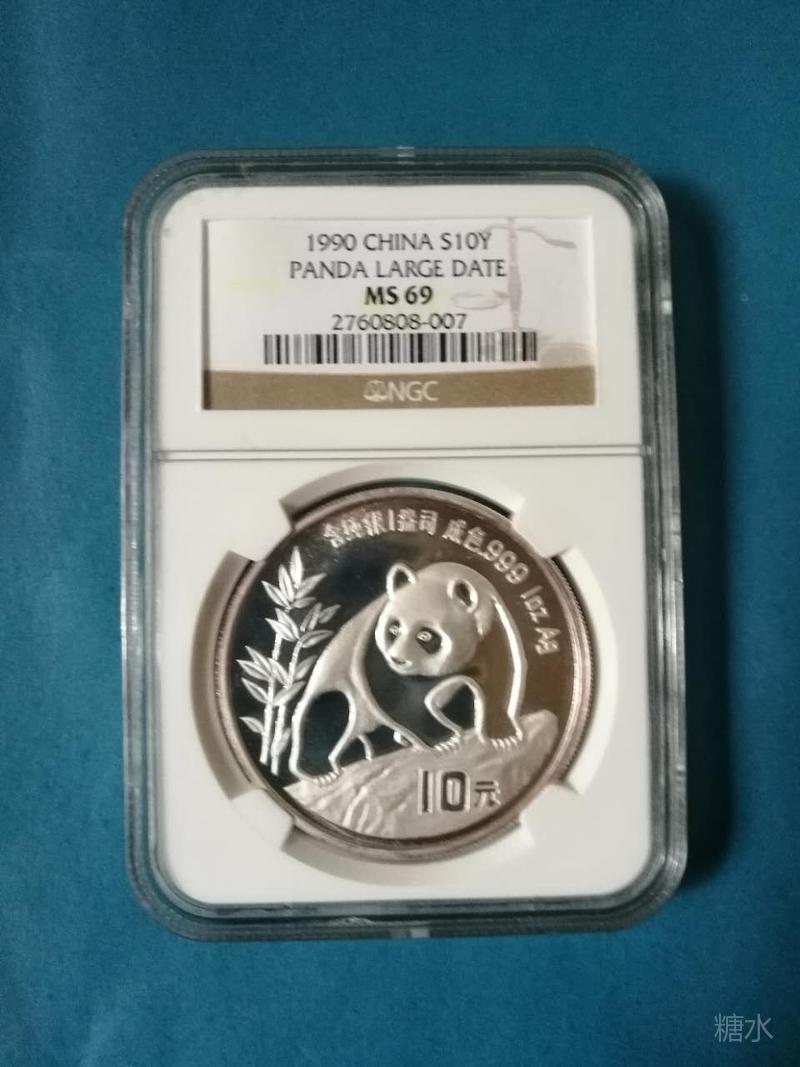 1990 CHINA S10Y
PANDA LARGE DATE
MS 69
2760808-007
NGC
含纯银1盎司 成色.999 1oz Ag
10元
糖水